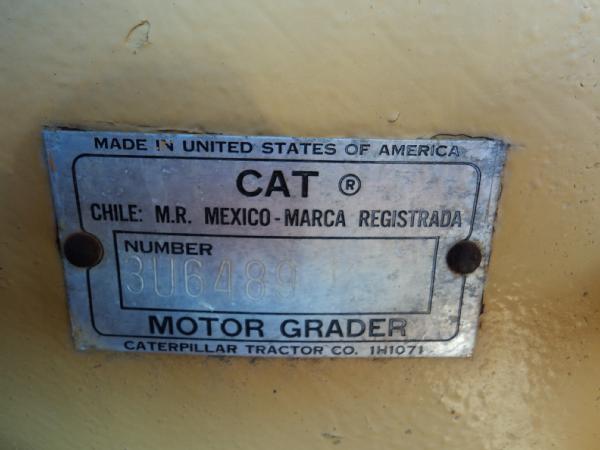 MADE IN UNITED STATES OF AMERICA
CAT ®
CHILE: M.R. MEXICO-MARCA REGISTRADA
NUMBER
3U6489
MOTOR GRADER
CATERPILLAR TRACTOR CO. 1H1071